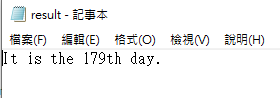 result - 記事本
檔案(F) 編輯(E) 格式(O) 檢視(V) 說明(H)
It is the 179th day.